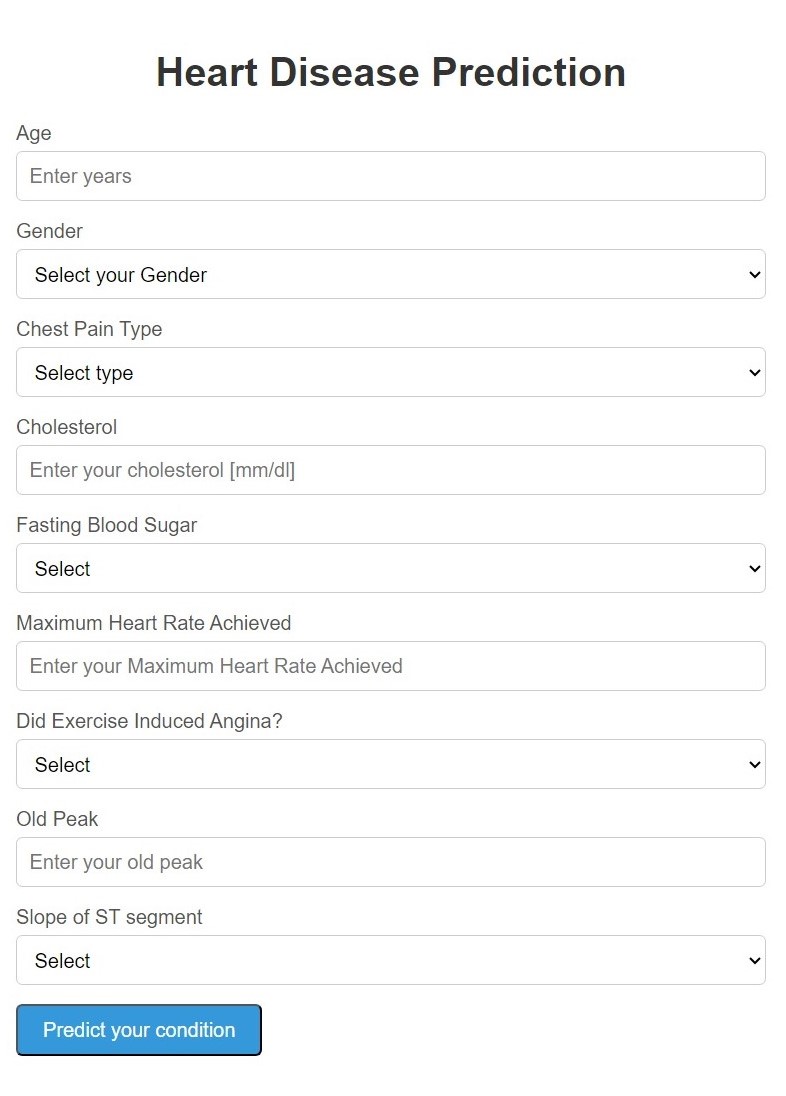 Heart Disease Prediction
Age
Enter years
Gender
Select your Gender
Chest Pain Type
Select type
Cholesterol
Enter your cholesterol [mm/dl]
Fasting Blood Sugar
Select
Maximum Heart Rate Achieved
Enter your Maximum Heart Rate Achieved
Did Exercise Induced Angina?
Select
Old Peak
Enter your old peak
Slope of ST segment
Select
Predict your condition